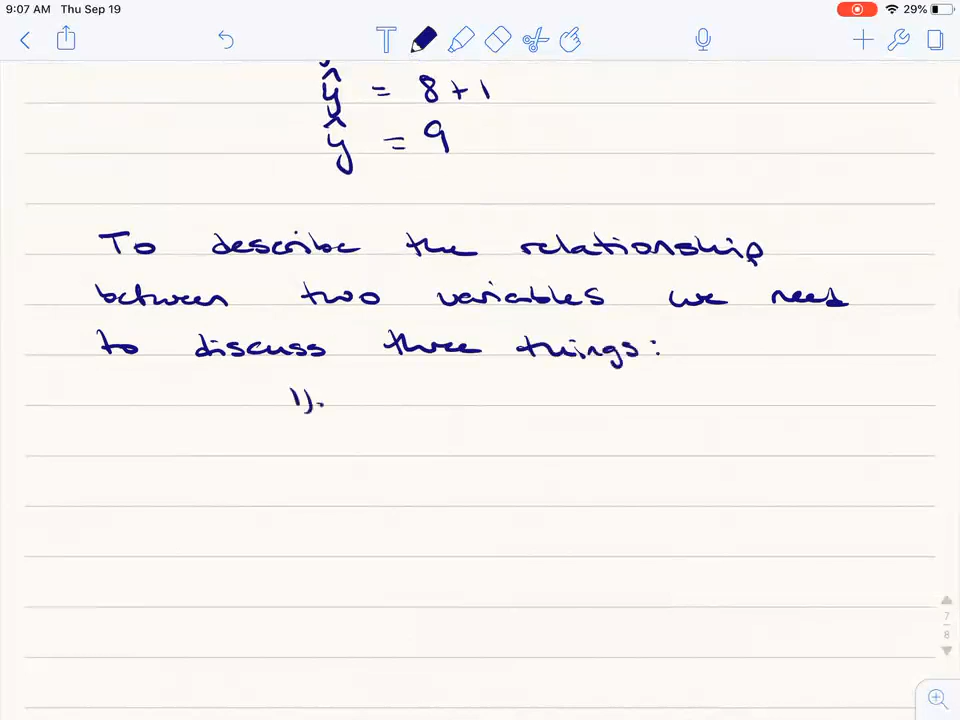 9:07 AM Thu Sep 19
29%
T
ŷ = 8 + 1
ŷ = 9
To describe the relationship
between two variables we need
to discuss three things:
1).
7
8